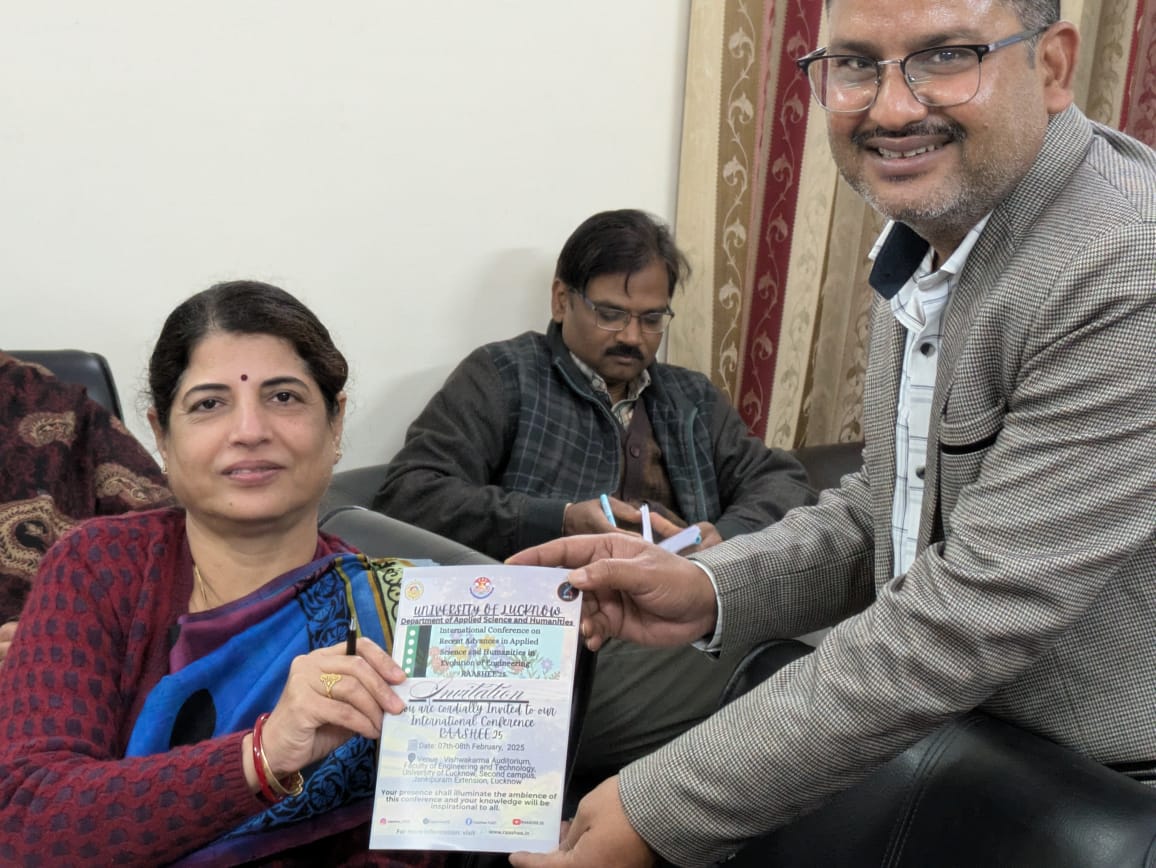 UNIVERSITY OF LUCKNOW
Department of Applied Science and Humanities
International Conference on
Recent Advances in Applied
Science and Humanities in
Evolution of Engineering
RAASHEE'25
Invitation
You are cordially Invited to our
International Conference
RAASHEE'25
Date: 07th-08th February, 2025
Venue : Vishwakarma Auditorium,
Faculty of Engineering and Technology,
University of Lucknow, Second campus,
Jankipuram Extension, Lucknow
Your presence shall illuminate the ambience of
this conference and your knowledge will be
inspirational to all.
For more information visit www.raashee.in